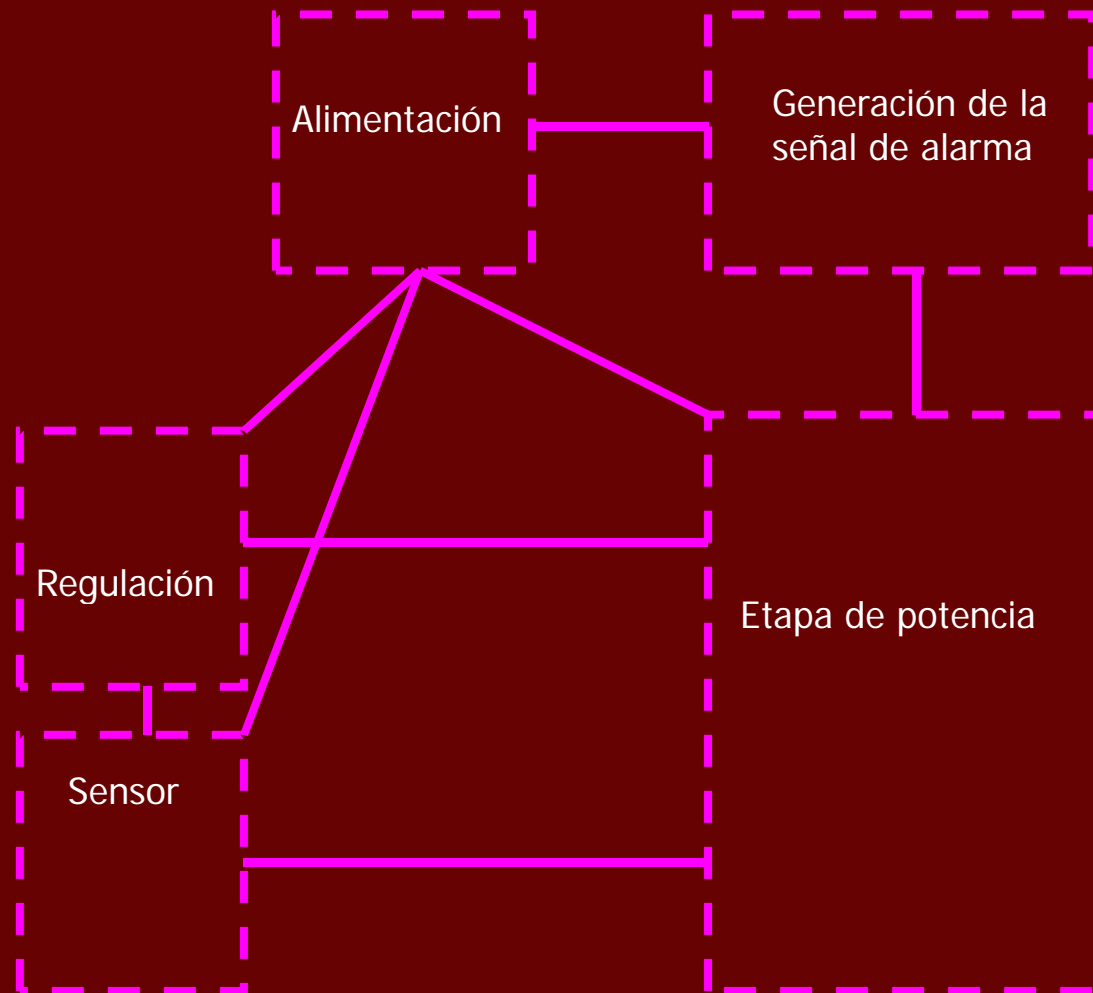 Alimentación
Generación de la
señal de alarma
Regulación
Etapa de potencia
Sensor